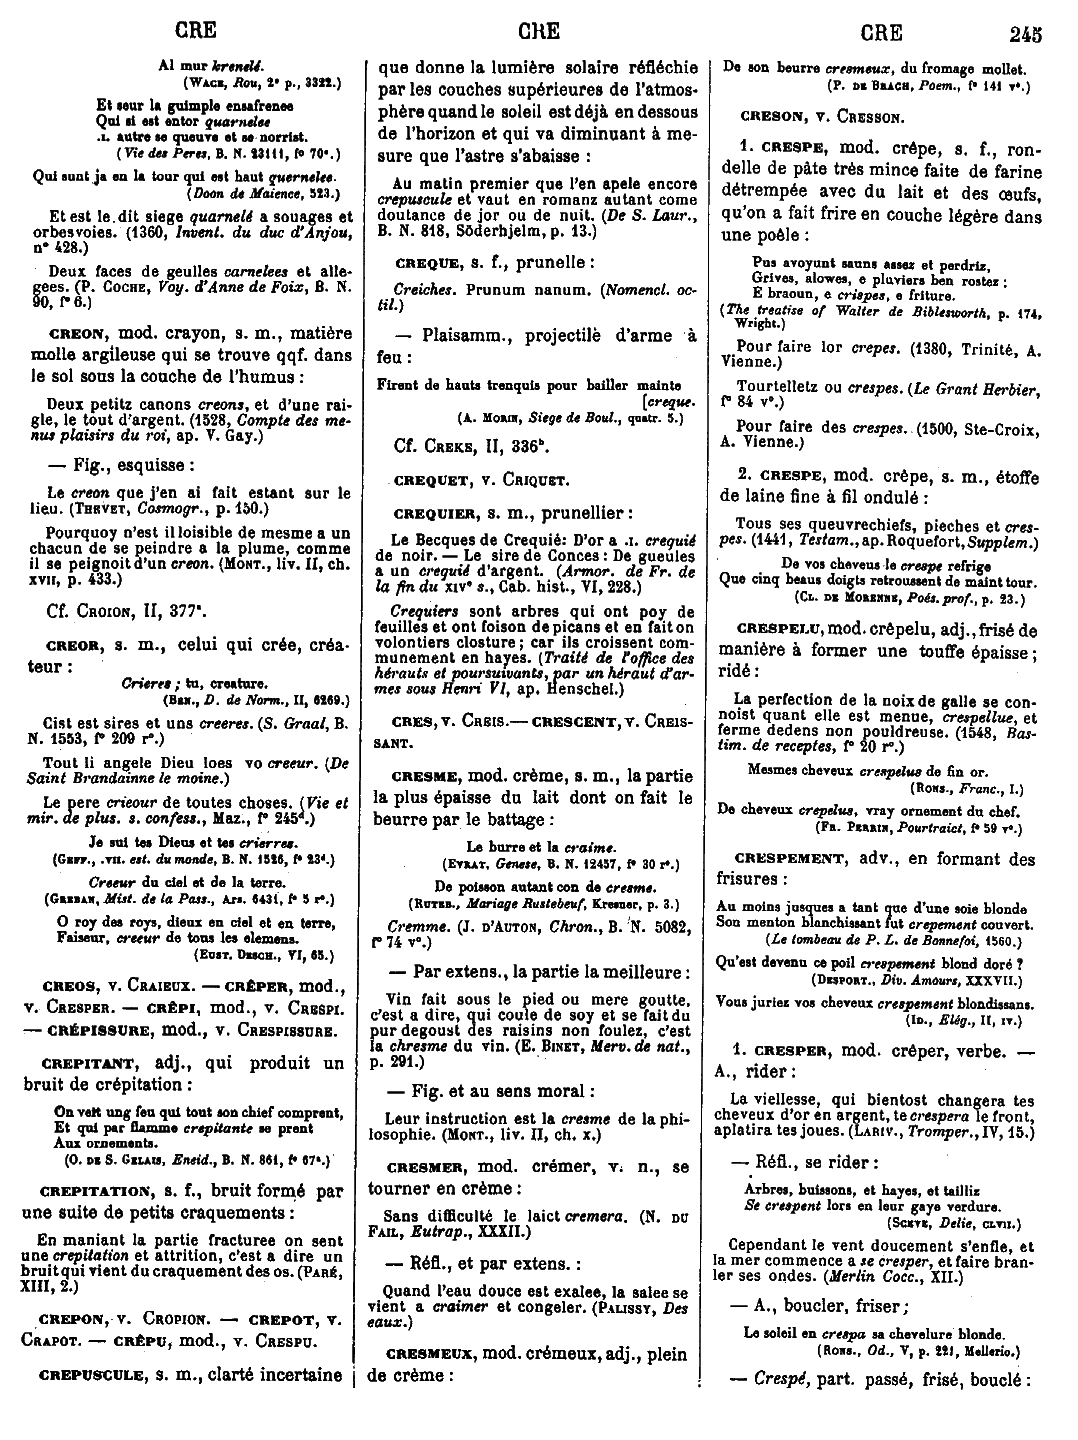 CRE
CRE
CRE
245
Al mur krenelé.
(WACE, Rou, 2ᵉ p., 3322.)
Et seur la guimple ensafrenee
Qui si est entor quarnelee
.I. autre se queuve et se norrist.
(Vie des Peres, B. N. 23111, fº 70ᵃ.)
Qui sunt ja en la tour qui est haut quernelee.
(Doon de Maience, 523.)
Et est le dit siege quarnelé a souages et
orbesvoies. (1360, Invent. du duc d'Anjou,
nº 428.)
Deux faces de geulles carnelees et alle-
gees. (P. COCHE, Voy. d'Anne de Foix, B. N.
90, fº 6.)
CREON, mod. crayon, s. m., matière
molle argileuse qui se trouve qqf. dans
le sol sous la couche de l'humus :
Deux petitz canons creons, et d'une rai-
gle, le tout d'argent. (1528, Compte des me-
nus plaisirs du roi, ap. V. Gay.)
— Fig., esquisse :
Le creon que j'en ai fait estant sur le
lieu. (THEVET, Cosmogr., p. 150.)
Pourquoy n'est il loisible de mesme a un
chacun de se peindre a la plume, comme
il se peignoit d'un creon. (MONT., liv. II, ch.
XVII, p. 433.)
Cf. CROION, II, 377ᵃ.
CREOR, s. m., celui qui crée, créa-
teur :
Crieres ; tu, creature.
(BEN., D. de Norm., II, 6269.)
Cist est sires et uns creeres. (S. Graal, B.
N. 1553, fº 209 rº.)
Tout li angele Dieu loes vo creeur. (De
Saint Brandainne le moine.)
Le pere crieour de toutes choses. (Vie et
mir. de plus. s. confess., Maz., fº 245ᵈ.)
Je sui tes Dieus et tes crierres.
(GEFF., .VII. est. du monde, B. N. 1526, fº 23ᵈ.)
Creeur du ciel et de la terre.
(GREBAN, Mist. de la Pass., Ars. 6431, fº 5 rº.)
O roy des roys, dieux en ciel et en terre,
Faiseur, creeur de tous les elemens.
(EUST. DESCH., VI, 65.)
CREOS, v. CRAIEUX. — CRÊPER, mod.,
v. CRESPER. — CRÊPI, mod., v. CRESPI.
— CRÉPISSURE, mod., v. CRESPISSURE.
CREPITANT, adj., qui produit un
bruit de crépitation :
On veit ung feu qui tout son chief comprent,
Et qui par flamme crepitante se prent
Aux ornements.
(O. DE S. GELAIS, Eneid., B. N. 861, fº 67ᵃ.)
CREPITATION, s. f., bruit formé par
une suite de petits craquements :
En maniant la partie fracturee on sent
une crepitation et attrition, c'est a dire un
bruit qui vient du craquement des os. (PARÉ,
XIII, 2.)
CREPON, v. CROPION. — CREPOT, v.
CRAPOT. — CRÊPU, mod., v. CRESPU.
CREPUSCULE, s. m., clarté incertaine
que donne la lumière solaire réfléchie
par les couches supérieures de l'atmos-
phère quand le soleil est déjà en dessous
de l'horizon et qui va diminuant à me-
sure que l'astre s'abaisse :
Au matin premier que l'en apele encore
crepuscule et vaut en romanz autant come
doutance de jor ou de nuit. (De S. Laur.,
B. N. 818, Söderhjelm, p. 13.)
CREQUE, s. f., prunelle :
Creiches. Prunum nanum. (Nomencl. oc-
til.)
— Plaisamm., projectile d'arme à
feu :
Firent de hauts trenquis pour bailler mainte
[creque.
(A. MORIN, Siege de Boul., quatr. 5.)
Cf. CREKE, II, 336ᵇ.
CREQUET, v. CRIQUET.
CREQUIER, s. m., prunellier :
Le Becques de Crequié: D'or a .I. crequié
de noir. — Le sire de Conces : De gueules
a un crequié d'argent. (Armor. de Fr. de
la fin du XIVᵉ s., Cab. hist., VI, 228.)
Crequiers sont arbres qui ont poy de
feuilles et ont foison de picans et en fait on
volontiers closture ; car ils croissent com-
munement en hayes. (Traité de l'office des
hérauts et poursuivants, par un héraut d'ar-
mes sous Henri VI, ap. Henschel.)
CRES, v. CREIS. — CRESCENT, v. CREIS-
SANT.
CRESME, mod. crème, s. m., la partie
la plus épaisse du lait dont on fait le
beurre par le battage :
Le burre et la craime.
(EVRAT, Genese, B. N. 12457, fº 30 rº.)
De poisson autant con de cresme.
(RUTEB., Mariage Rustebeuf, Kresner, p. 3.)
Cremme. (J. D'AUTON, Chron., B. N. 5082,
fº 74 vº.)
— Par extens., la partie la meilleure :
Vin fait sous le pied ou mere goutte,
c'est a dire, qui coule de soy et se fait du
pur degoust des raisins non foulez, c'est
la chresme du vin. (E. BINET, Merv. de nat.,
p. 291.)
— Fig. et au sens moral :
Leur instruction est la cresme de la phi-
losophie. (MONT., liv. II, ch. X.)
CRESMER, mod. crémer, v. n., se
tourner en crème :
Sans difficulté le laict cremera. (N. DU
FAIL, Eutrap., XXXII.)
— Réfl., et par extens. :
Quand l'eau douce est exalee, la salee se
vient a craimer et congeler. (PALISSY, Des
eaux.)
CRESMEUX, mod. crémeux, adj., plein
de crème :
De son beurre cresmeux, du fromage mollet.
(P. DE BRACH, Poem., fº 141 vº.)
CRESON, v. CRESSON.
1. CRESPE, mod. crêpe, s. f., ron-
delle de pâte très mince faite de farine
détrempée avec du lait et des œufs,
qu'on a fait frire en couche légère dans
une poêle :
Pus avoyunt sauns assez et perdriz,
Grives, alowes, e pluviers ben rostez ;
E braoun, e crispes, e friture.
(The treatise of Walter de Biblesworth, p. 174,
Wright.)
Pour faire lor crepes. (1380, Trinité, A.
Vienne.)
Tourtelletz ou crespes. (Le Grant Herbier,
fº 84 vº.)
Pour faire des crespes. (1500, Ste-Croix,
A. Vienne.)
2. CRESPE, mod. crêpe, s. m., étoffe
de laine fine à fil ondulé :
Tous ses queuvrechiefs, pieches et cres-
pes. (1441, Testam., ap. Roquefort, Supplem.)
De vos cheveus le crespe refrige
Que cinq beaus doigts retroussent de maint tour.
(CL. DE MORENNE, Poés. prof., p. 23.)
CRESPELU, mod. crêpelu, adj., frisé de
manière à former une touffe épaisse ;
ridé :
La perfection de la noix de galle se con-
noist quant elle est menue, crespellue, et
ferme dedens non pouldreuse. (1548, Bas-
tim. de receptes, fº 20 rº.)
Mesmes cheveux crespelus de fin or.
(RONS., Franc., I.)
De cheveux crepelus, vray ornement du chef.
(FR. PERRIN, Pourtraict, fº 59 vº.)
CRESPEMENT, adv., en formant des
frisures :
Au moins jusques a tant que d'une soie blonde
Son menton blanchissant fut crepement couvert.
(Le tombeau de P. L. de Bonnefoi, 1560.)
Qu'est devenu ce poil crespement blond doré ?
(DESPORT., Div. Amours, XXXVII.)
Vous juriez vos cheveux crespement blondissans.
(ID., Elég., II, IV.)
1. CRESPER, mod. crêper, verbe. —
A., rider :
La viellesse, qui bientost changera tes
cheveux d'or en argent, te crespera le front,
aplatira tes joues. (LARIV., Tromper., IV, 15.)
— Réfl., se rider :
Arbres, buissons, et hayes, et tailliz
Se crespent lors en leur gaye verdure.
(SCEVE, Delie, CLVII.)
Cependant le vent doucement s'enfle, et
la mer commence a se cresper, et faire bran-
ler ses ondes. (Merlin Cocc., XII.)
— A., boucler, friser ;
Le soleil en crespa sa chevelure blonde.
(RONS., Od., V, p. 221, Mellerio.)
— Crespé, part. passé, frisé, bouclé :